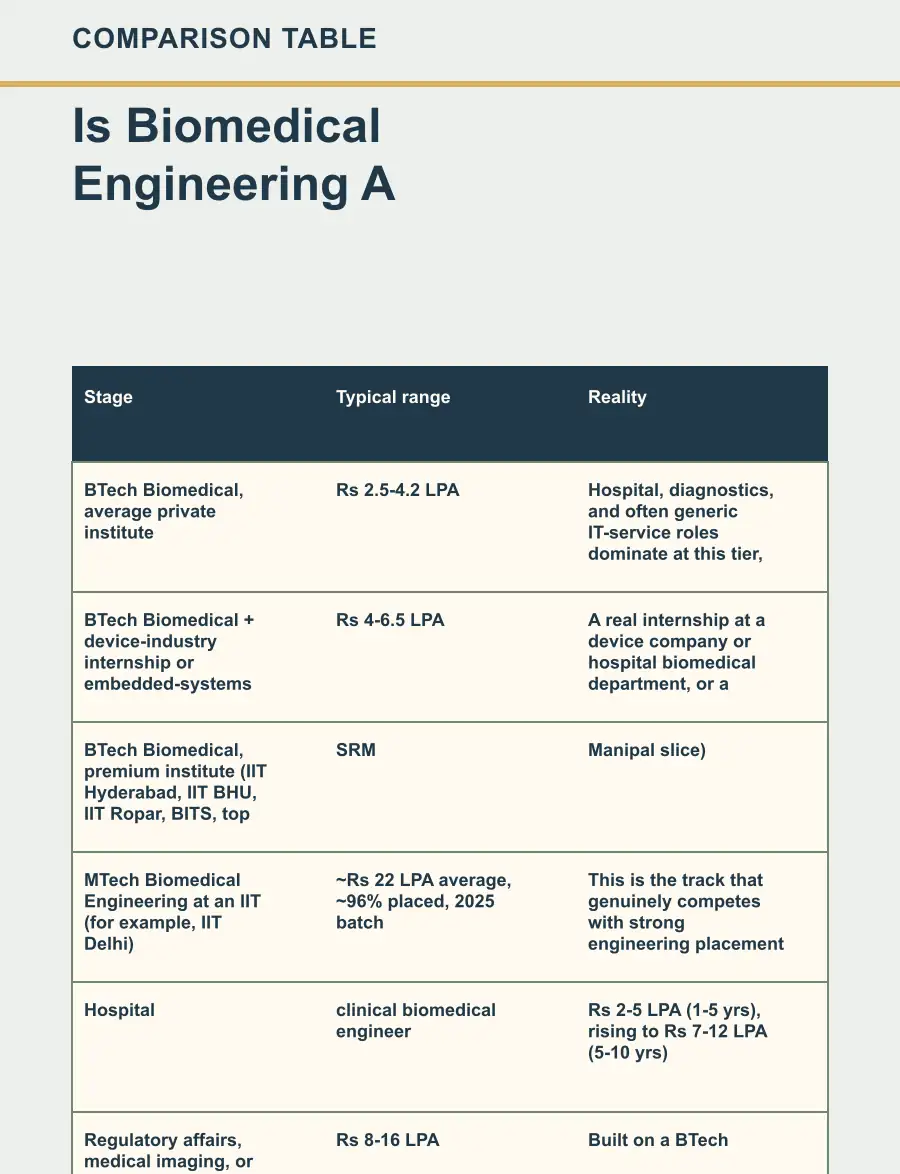 COMPARISON TABLE
Is Biomedical
Engineering A
Stage
Typical range
Reality
BTech Biomedical,
average private
institute
Rs 2.5-4.2 LPA
Hospital, diagnostics,
and often generic
IT-service roles
dominate at this tier,
BTech Biomedical +
device-industry
internship or
embedded-systems
Rs 4-6.5 LPA
A real internship at a
device company or
hospital biomedical
department, or a
BTech Biomedical,
premium institute (IIT
Hyderabad, IIT BHU,
IIT Ropar, BITS, top
SRM
Manipal slice)
MTech Biomedical
Engineering at an IIT
(for example, IIT
Delhi)
~Rs 22 LPA average,
~96% placed, 2025
batch
This is the track that
genuinely competes
with strong
engineering placement
Hospital
clinical biomedical
engineer
Rs 2-5 LPA (1-5 yrs),
rising to Rs 7-12 LPA
(5-10 yrs)
Regulatory affairs,
medical imaging, or
Rs 8-16 LPA
Built on a BTech